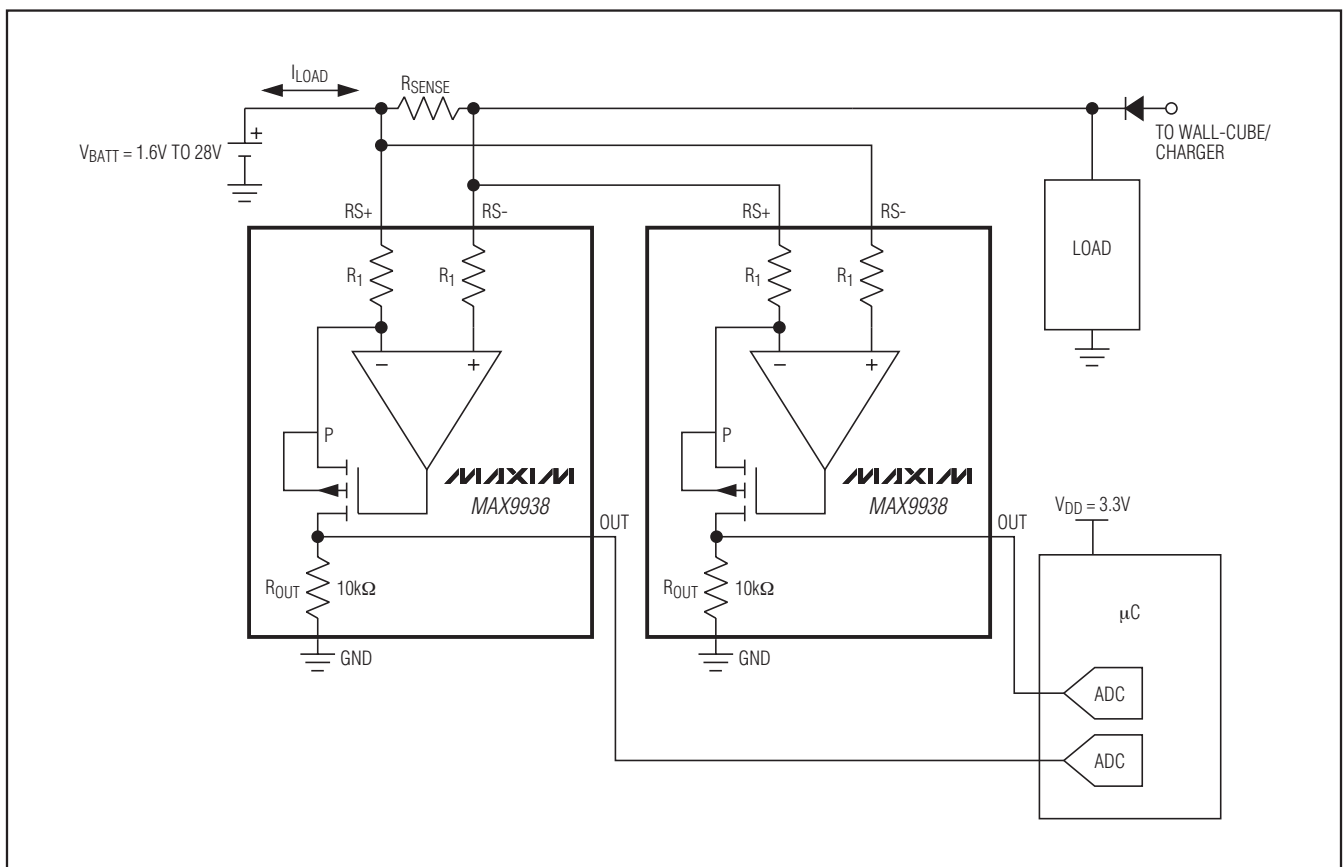 ILOAD
RSENSE
+
VBATT = 1.6V TO 28V
TO WALL-CUBE/
CHARGER
RS+
RS-
RS+
RS-
LOAD
R1
R1
R1
R1
−
+
−
+
P
P
MAXIM
MAX9938
MAXIM
MAX9938
OUT
OUT
VDD = 3.3V
ROUT
10kΩ
ROUT
10kΩ
µC
GND
GND
ADC
ADC